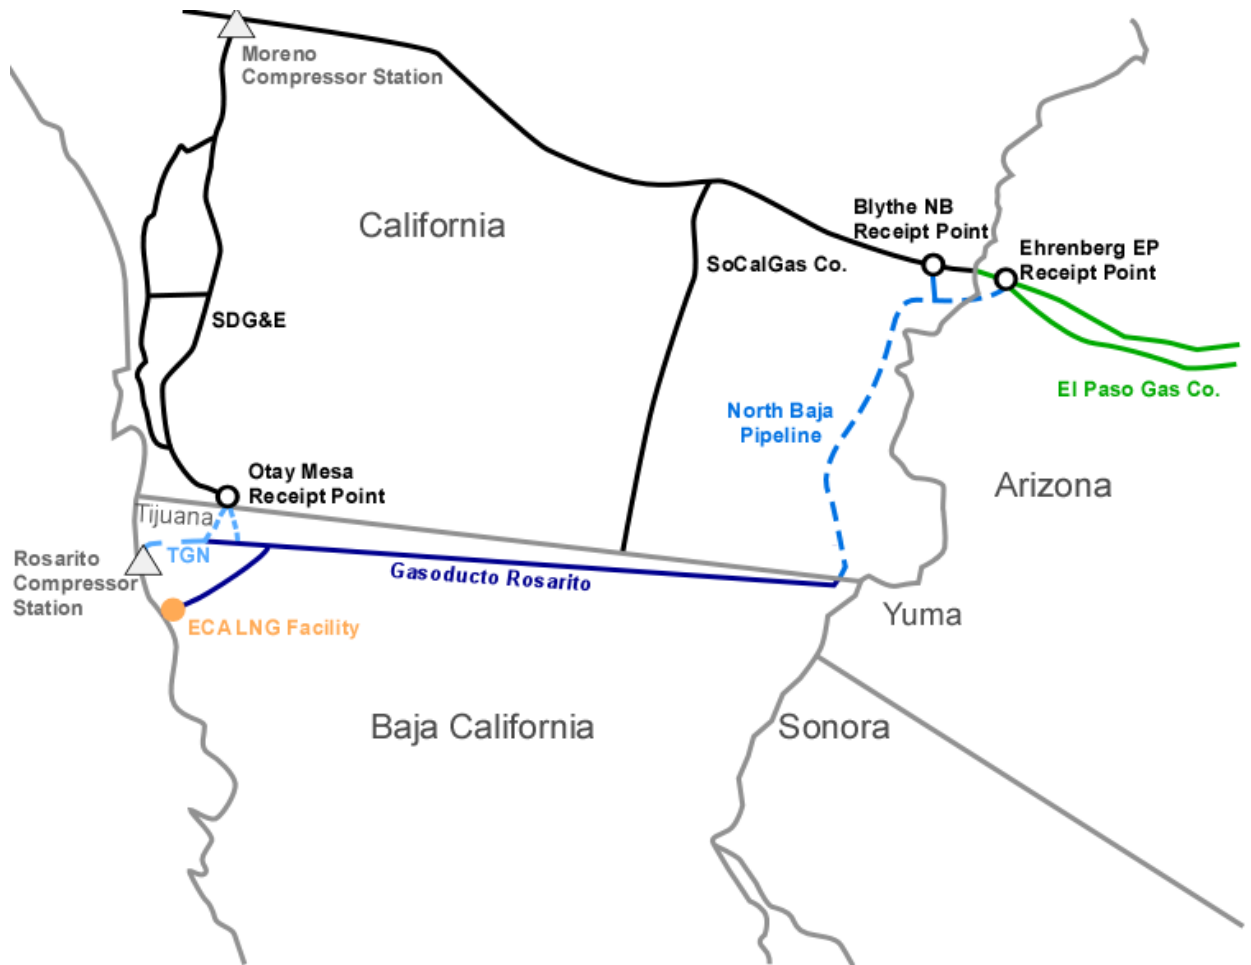 Moreno
Compressor Station
California
Blythe NB
Receipt Point
Ehrenberg EP
Receipt Point
SoCalGas Co.
SDG&E
El Paso Gas Co.
North Baja
Pipeline
Otay Mesa
Receipt Point
Arizona
Tijuana
TGN
Rosarito
Compressor
Station
Gasoducto Rosarito
Yuma
ECA LNG Facility
Baja California
Sonora